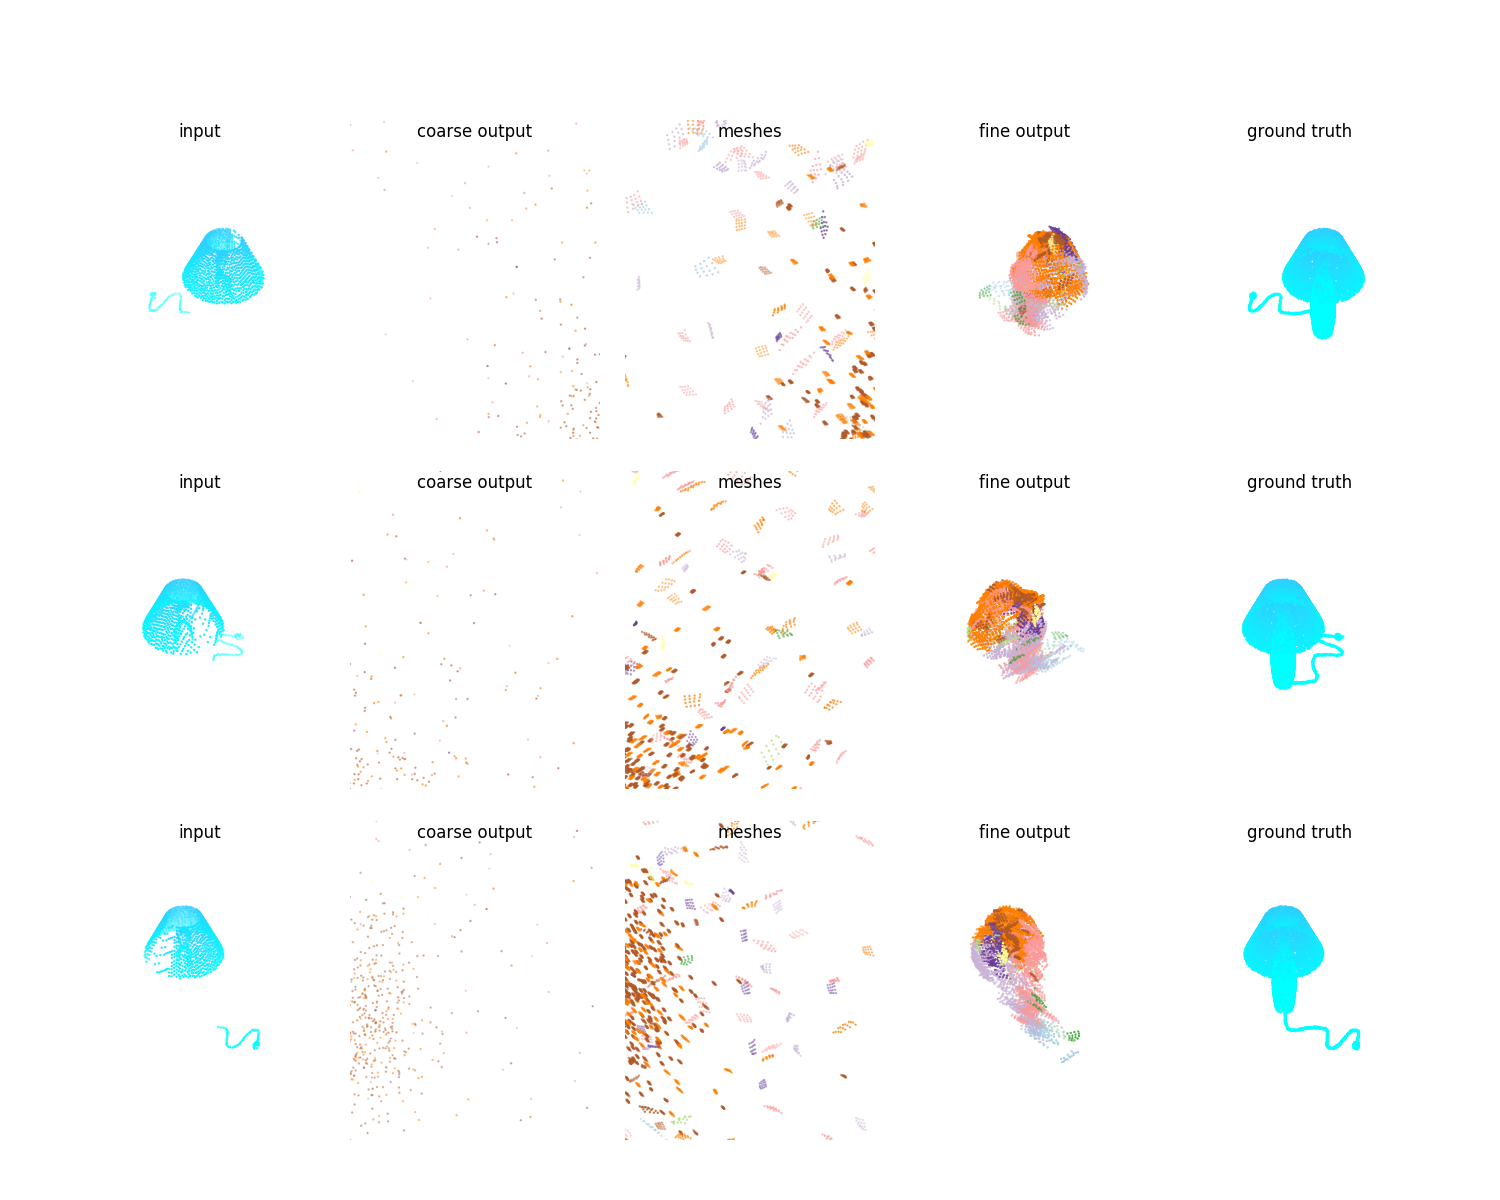 input
coarse output
meshes
fine output
ground truth
input
coarse output
meshes
fine output
ground truth
input
coarse output
meshes
fine output
ground truth